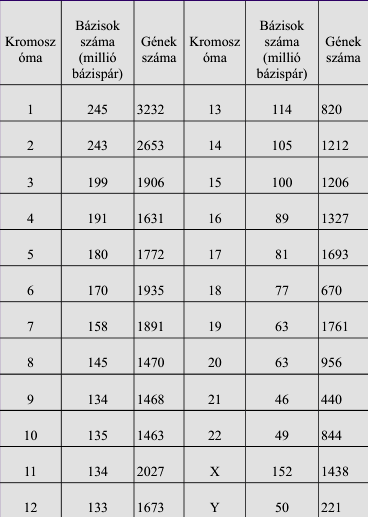 Kromosz
óma
Bázisok
száma
(millió
bázispár)
Gének
száma
Kromosz
óma
Bázisok
száma
(millió
bázispár)
Gének
száma
1 245 3232 13 114 820
2 243 2653 14 105 1212
3 199 1906 15 100 1206
4 191 1631 16 89 1327
5 180 1772 17 81 1693
6 170 1935 18 77 670
7 158 1891 19 63 1761
8 145 1470 20 63 956
9 134 1468 21 46 440
10 135 1463 22 49 844
11 134 2027 X 152 1438
12 133 1673 Y 50 221